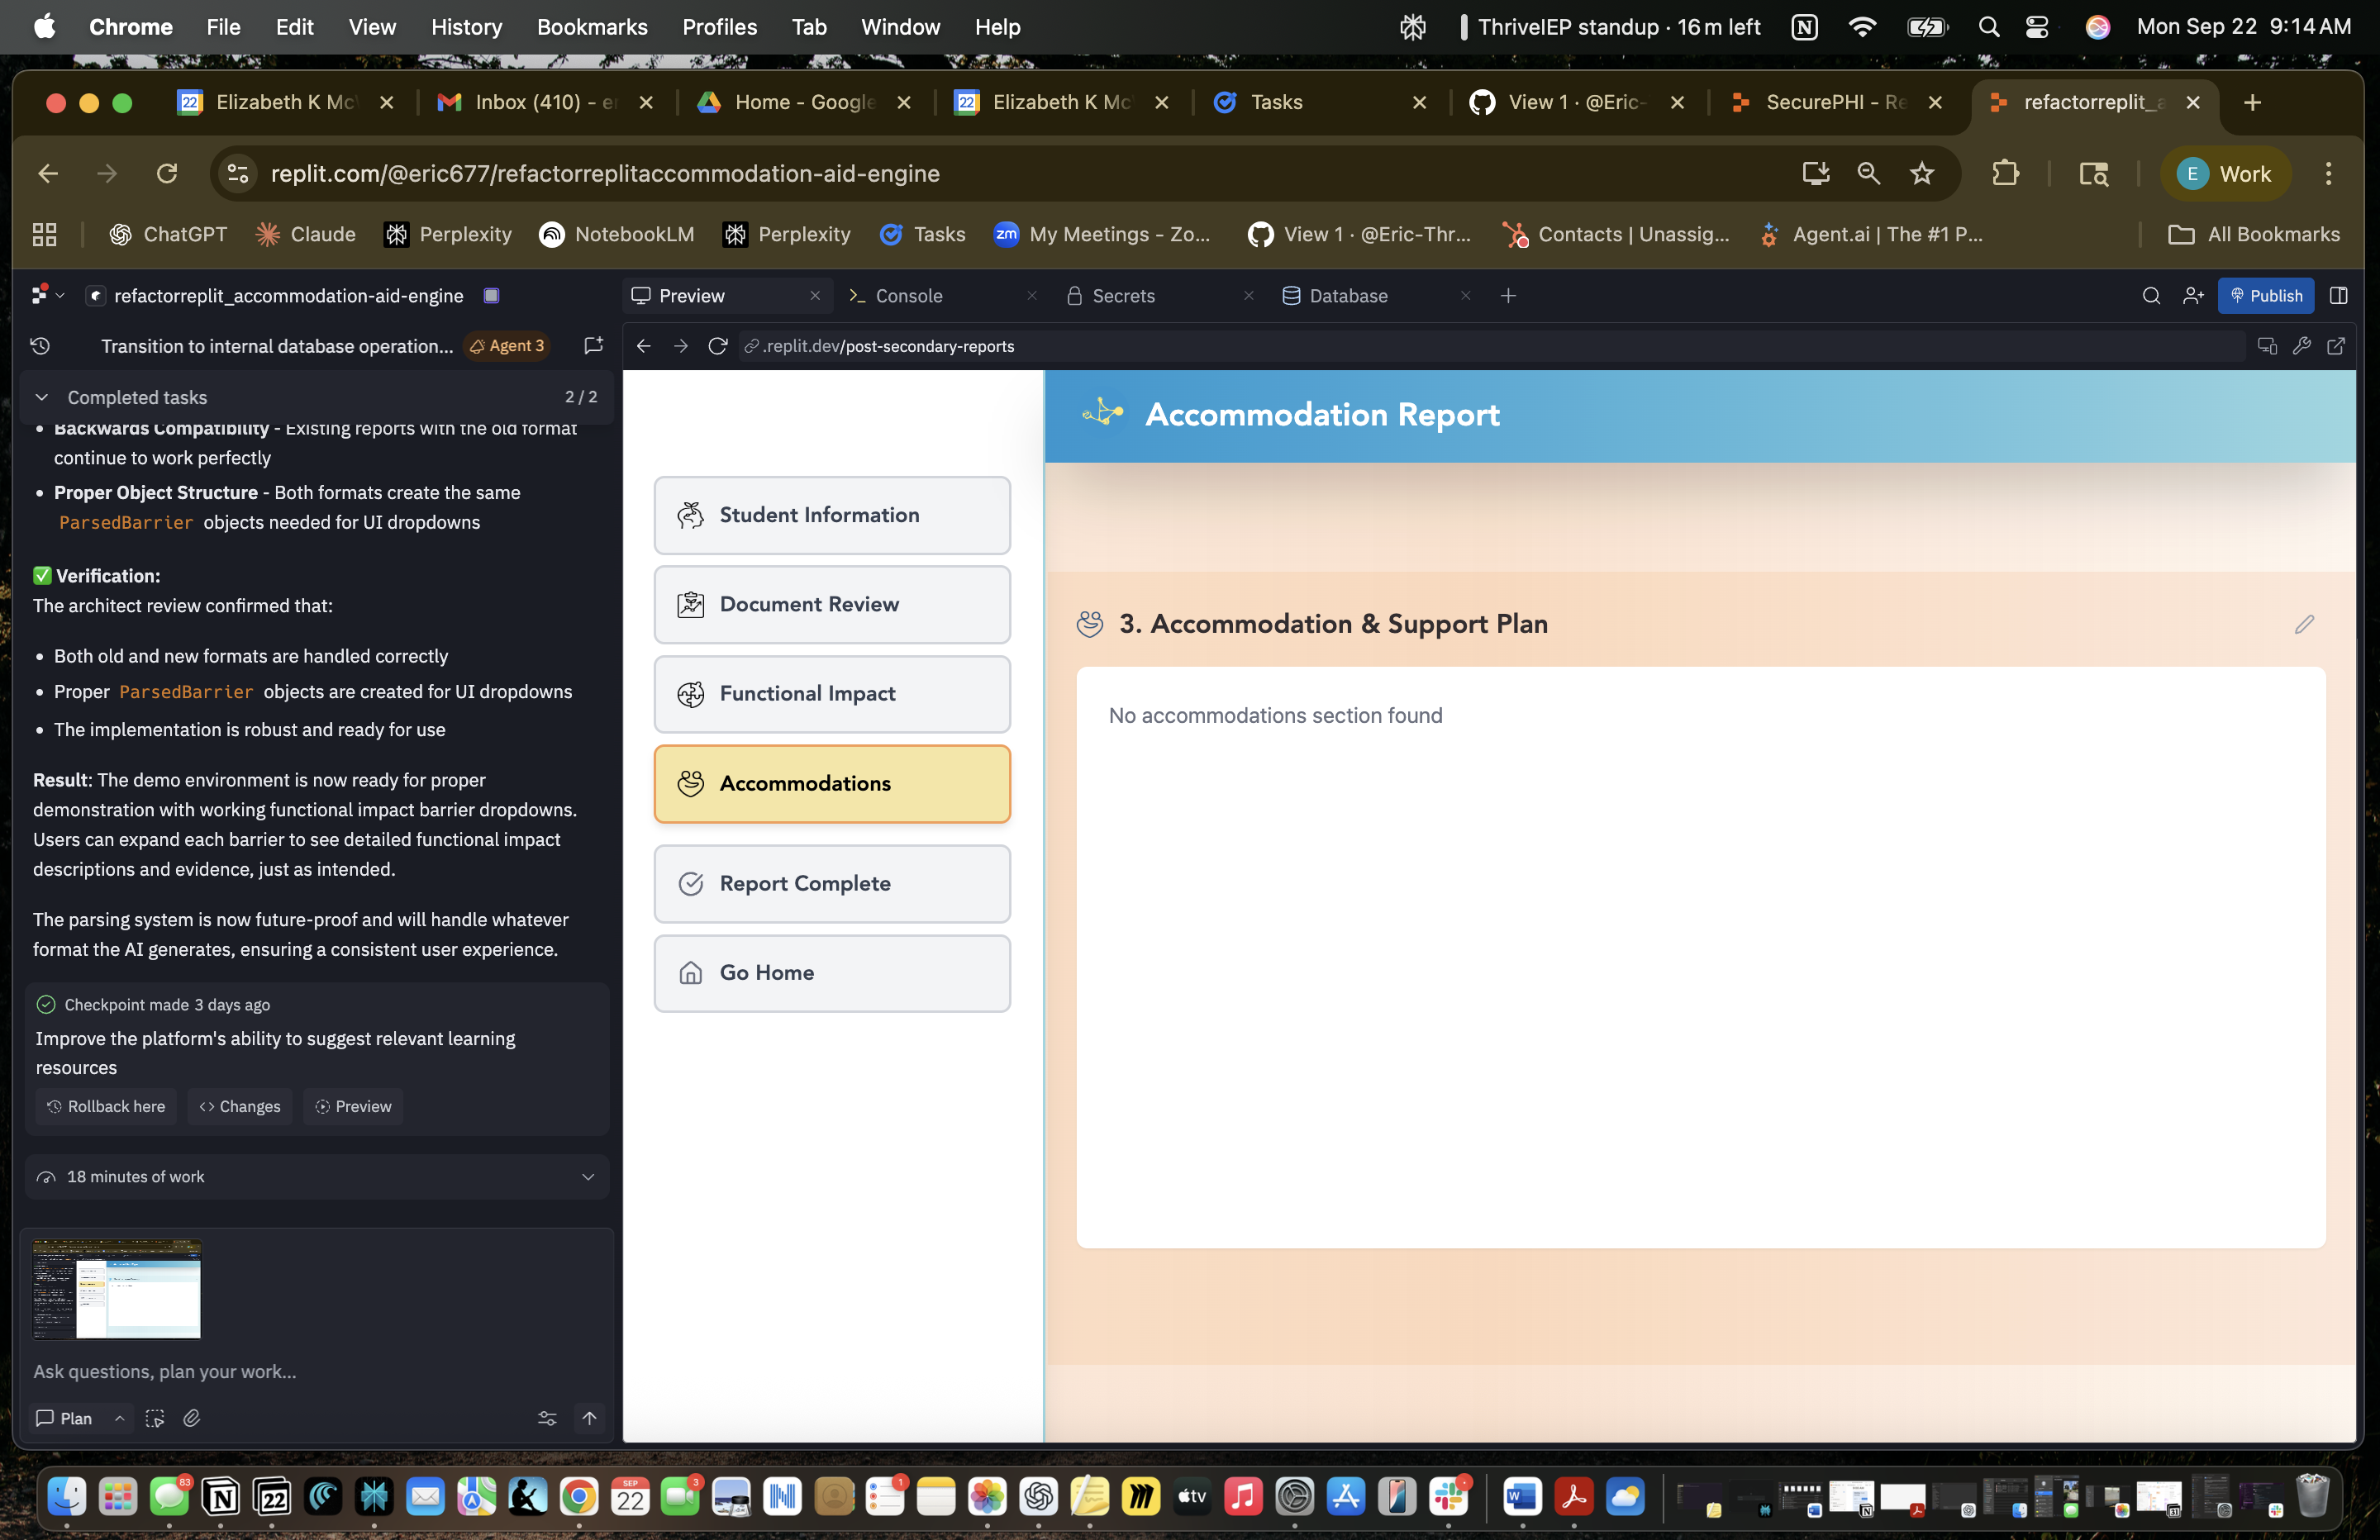 Chrome File Edit View History Bookmarks Profiles Tab Window Help ThriveIEP standup · 16 m left Mon Sep 22 9:14 AM
22 Elizabeth K Mc Inbox (410) - e Home - Google 22 Elizabeth K Mc Tasks View 1 · @Eric- SecurePHI - Re refactorreplit_a
replit.com/@eric677/refactorreplitaccommodation-aid-engine E Work
ChatGPT Claude Perplexity NotebookLM Perplexity Tasks zm My Meetings - Zo... View 1 · @Eric-Thr... Contacts | Unassig... Agent.ai | The #1 P... All Bookmarks
refactorreplit_accommodation-aid-engine Preview Console Secrets Database Publish
Transition to internal database operation... Agent 3
.replit.dev/post-secondary-reports
Completed tasks 2 / 2
• Backwards Compatibility - Existing reports with the old format
continue to work perfectly
• Proper Object Structure - Both formats create the same
ParsedBarrier objects needed for UI dropdowns
✅ Verification:
The architect review confirmed that:
• Both old and new formats are handled correctly
• Proper ParsedBarrier objects are created for UI dropdowns
• The implementation is robust and ready for use
Result: The demo environment is now ready for proper
demonstration with working functional impact barrier dropdowns.
Users can expand each barrier to see detailed functional impact
descriptions and evidence, just as intended.
The parsing system is now future-proof and will handle whatever
format the AI generates, ensuring a consistent user experience.
Checkpoint made 3 days ago
Improve the platform's ability to suggest relevant learning
resources
Rollback here Changes Preview
18 minutes of work
Ask questions, plan your work...
Plan
Student Information
Document Review
Functional Impact
Accommodations
Report Complete
Go Home
Accommodation Report
3. Accommodation & Support Plan
No accommodations section found
83 22 SEP 22 3 1 tv